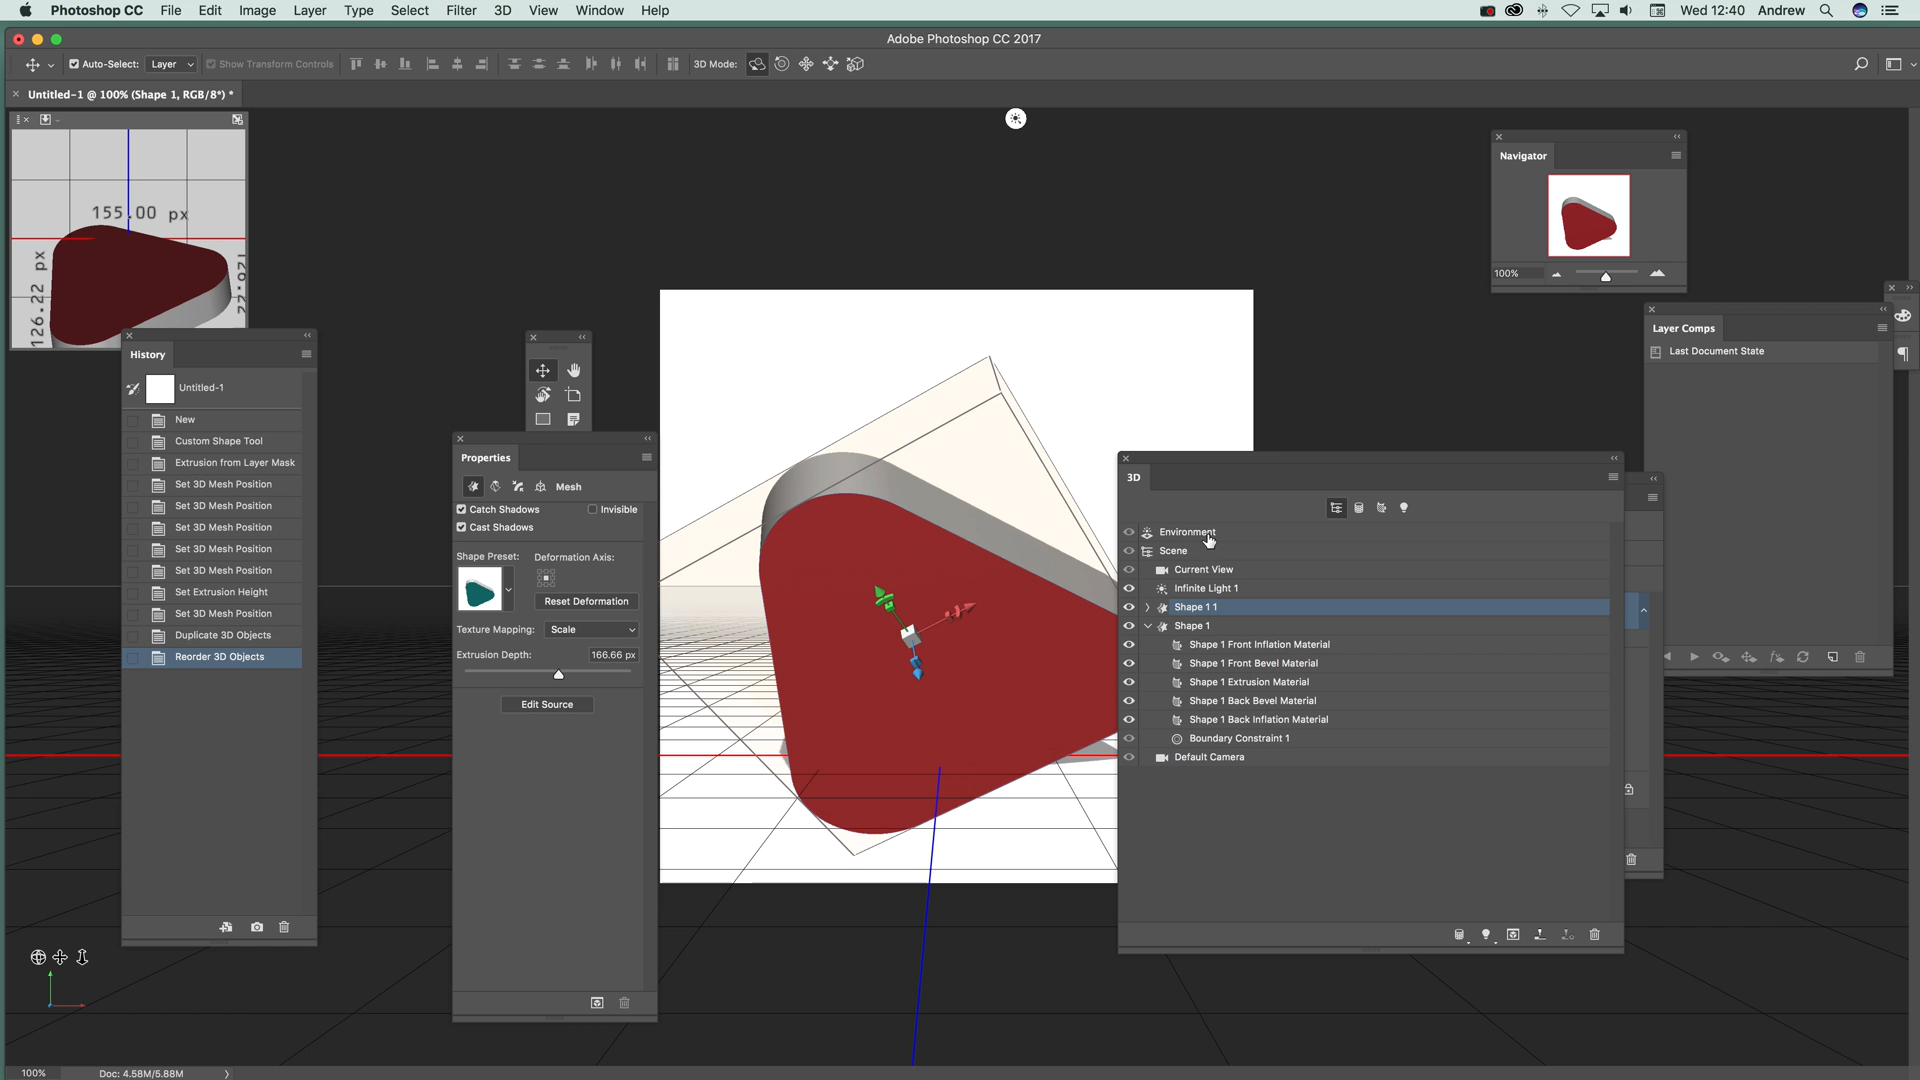 Photoshop CC File Edit Image Layer Type Select Filter 3D View Window Help Wed 12:40 Andrew
Adobe Photoshop CC 2017
Auto-Select: Layer Show Transform Controls 3D Mode:
Untitled-1 @ 100% (Shape 1, RGB/8*) *
155.00 px
126.22 px
Navigator
100%
Layer Comps
Last Document State
History
Untitled-1
New
Custom Shape Tool
Extrusion from Layer Mask
Set 3D Mesh Position
Set 3D Mesh Position
Set 3D Mesh Position
Set 3D Mesh Position
Set 3D Mesh Position
Set Extrusion Height
Set 3D Mesh Position
Duplicate 3D Objects
Reorder 3D Objects
Properties
Mesh
Catch Shadows Invisible
Cast Shadows
Shape Preset: Deformation Axis:
Reset Deformation
Texture Mapping: Scale
Extrusion Depth: 166.66 px
Edit Source
3D
Environment
Scene
Current View
Infinite Light 1
Shape 1 1
Shape 1
Shape 1 Front Inflation Material
Shape 1 Front Bevel Material
Shape 1 Extrusion Material
Shape 1 Back Bevel Material
Shape 1 Back Inflation Material
Boundary Constraint 1
Default Camera
100% Doc: 4.58M/5.88M